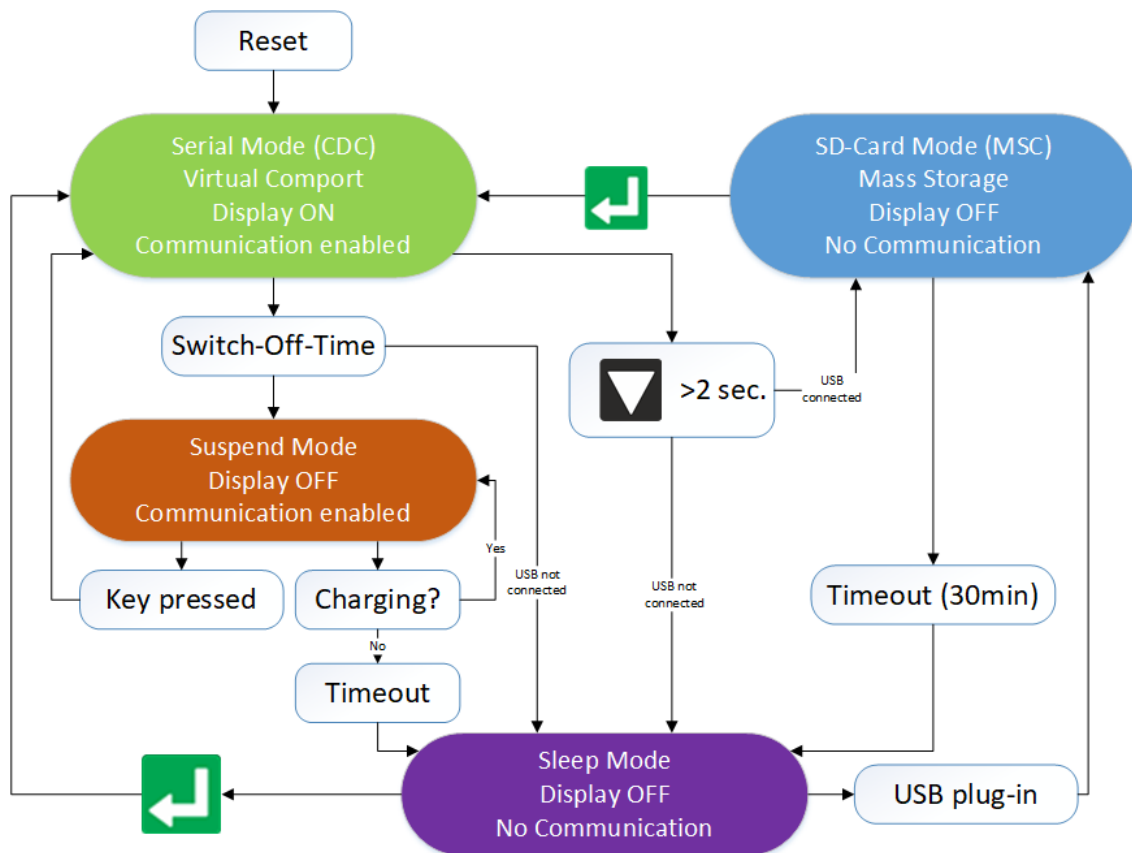 Reset
Serial Mode (CDC)
Virtual Comport
Display ON
Communication enabled
SD-Card Mode (MSC)
Mass Storage
Display OFF
No Communication
Switch-Off-Time
>2 sec.
USB
connected
Suspend Mode
Display OFF
Communication enabled
Yes
USB not
connected
USB not
connected
Key pressed
Charging?
Timeout (30min)
No
Timeout
Sleep Mode
Display OFF
No Communication
USB plug-in